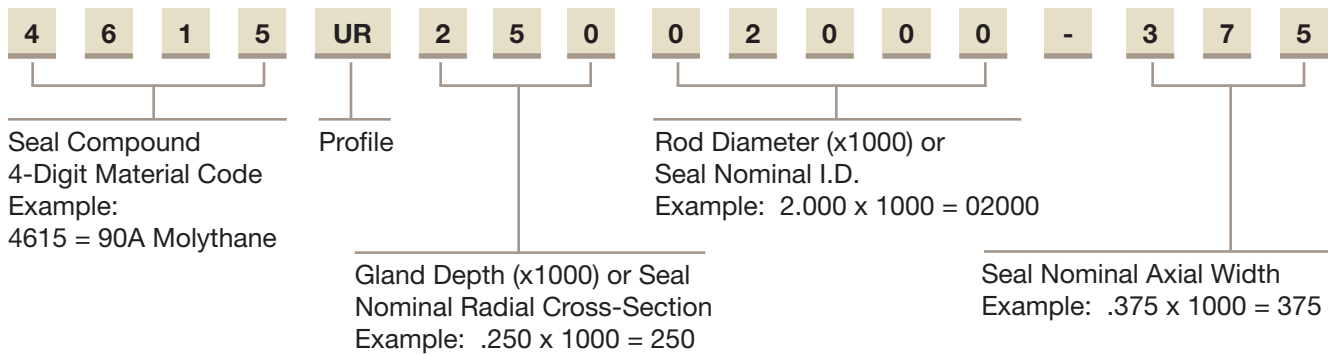 4 6 1 5 UR 2 5 0 0 2 0 0 0 - 3 7 5
Seal Compound
4-Digit Material Code
Example:
4615 = 90A Molythane
Profile
Gland Depth (x1000) or Seal
Nominal Radial Cross-Section
Example: .250 x 1000 = 250
Rod Diameter (x1000) or
Seal Nominal I.D.
Example: 2.000 x 1000 = 02000
Seal Nominal Axial Width
Example: .375 x 1000 = 375